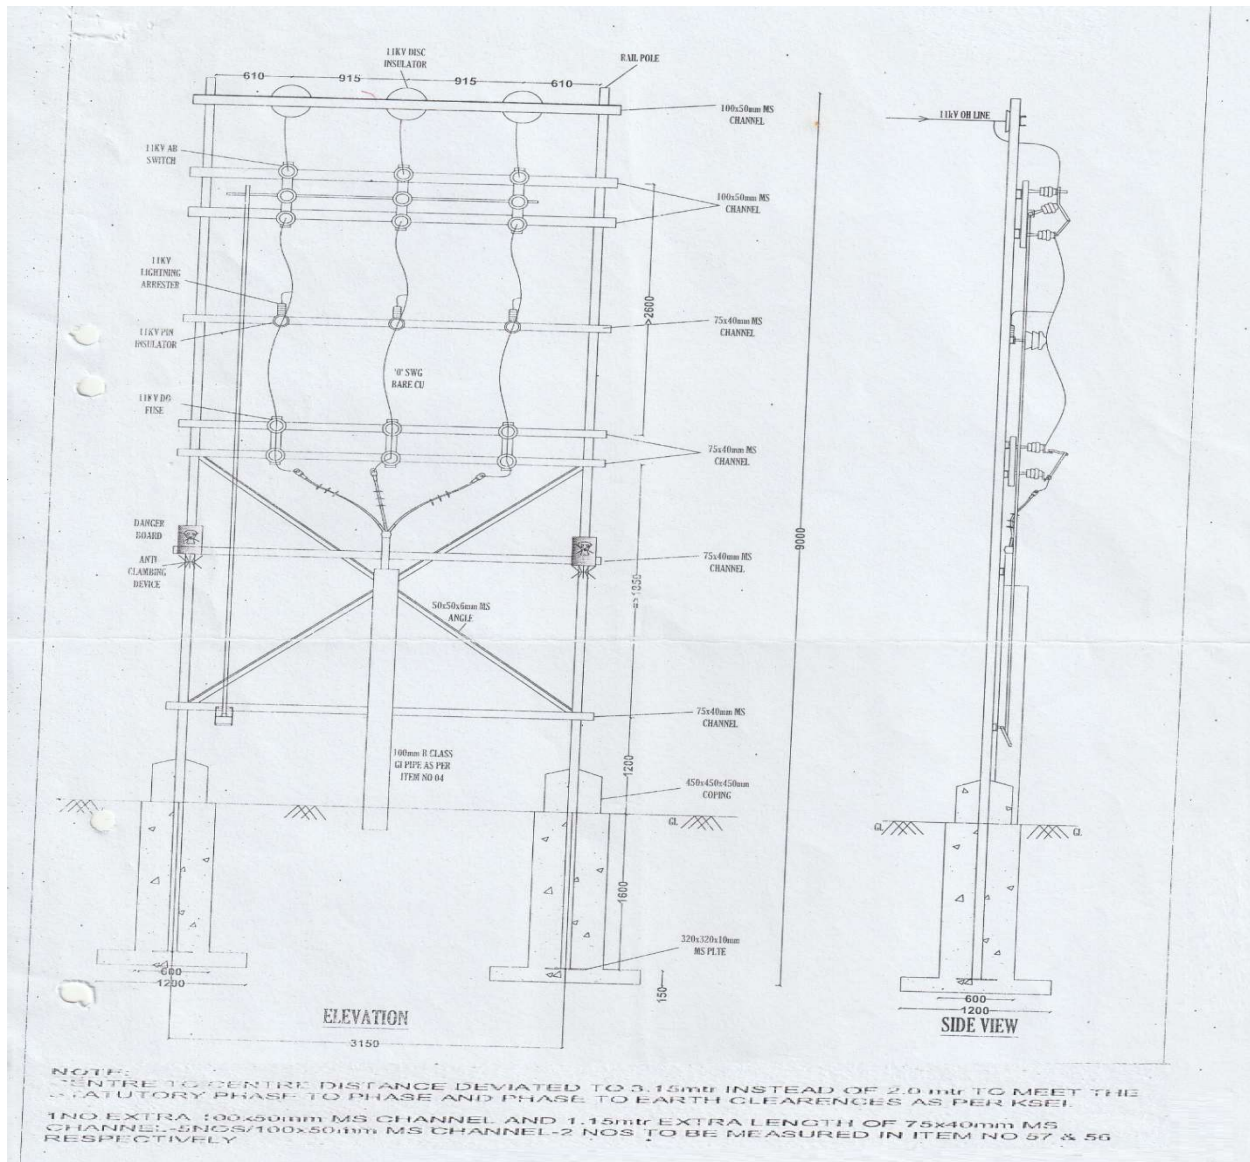 11KV DISC
INSULATOR
RAIL POLE
610
915
915
610
100x50mm MS
CHANNEL
11kV OH LINE
11KV AB
SWITCH
100x50mm MS
CHANNEL
11KV
LIGHTNING
ARRESTER
2600
75x40mm MS
CHANNEL
11KV PIN
INSULATOR
'0' SWG
BARE CU
11KV DO
FUSE
75x40mm MS
CHANNEL
DANGER
BOARD
9000
75x40mm MS
CHANNEL
ANTI
CLAMBING
DEVICE
50x50x6mm MS
ANGLE
75x40mm MS
CHANNEL
100mm B CLASS
GI PIPE AS PER
ITEM NO 04
1200
450x450x450mm
COPING
GL
GL
GL
1600
320x320x10mm
MS PLTE
600
1200
150
600
1200
ELEVATION
SIDE VIEW
3150
NOTE:
CENTRE TO CENTRE DISTANCE DEVIATED TO 3.15mtr INSTEAD OF 2.0 mtr TO MEET THE
STATUTORY PHASE TO PHASE AND PHASE TO EARTH CLEARENCES AS PER KSEI.
1NO EXTRA 100x50mm MS CHANNEL AND 1.15mtr EXTRA LENGTH OF 75x40mm MS
CHANNEL-5NOS/100x50mm MS CHANNEL-2 NOS TO BE MEASURED IN ITEM NO 57 & 56
RESPECTIVELY